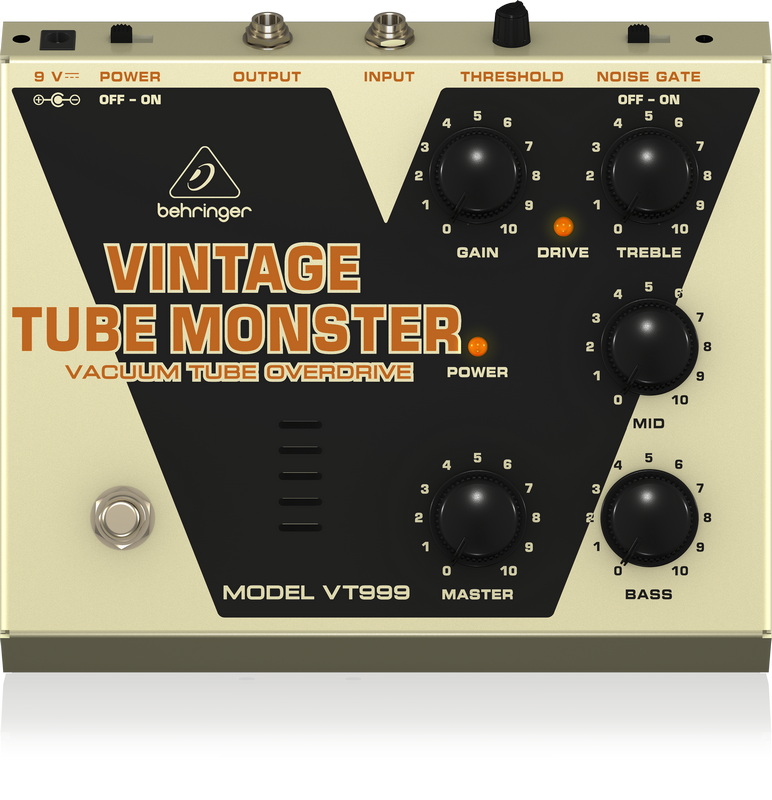 9 V POWER OUTPUT INPUT THRESHOLD NOISE GATE
OFF – ON OFF – ON
behringer
VINTAGE
TUBE MONSTER
VACUUM TUBE OVERDRIVE
0 1 2 3 4 5 6 7 8 9 10
GAIN
DRIVE
0 1 2 3 4 5 6 7 8 9 10
TREBLE
POWER
0 1 2 3 4 5 6 7 8 9 10
MID
0 1 2 3 4 5 6 7 8 9 10
MASTER
0 1 2 3 4 5 6 7 8 9 10
BASS
MODEL VT999